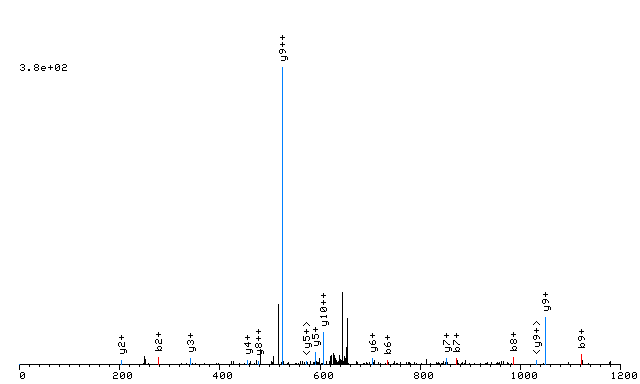 y9++
3.8e+02
y2+
b2+
y3+
y4+
y8++
<y5+>
y5+
y10++
y6+
b6+
y7+
b7+
b8+
<y9+>
y9+
b9+
0 200 400 600 800 1000 1200